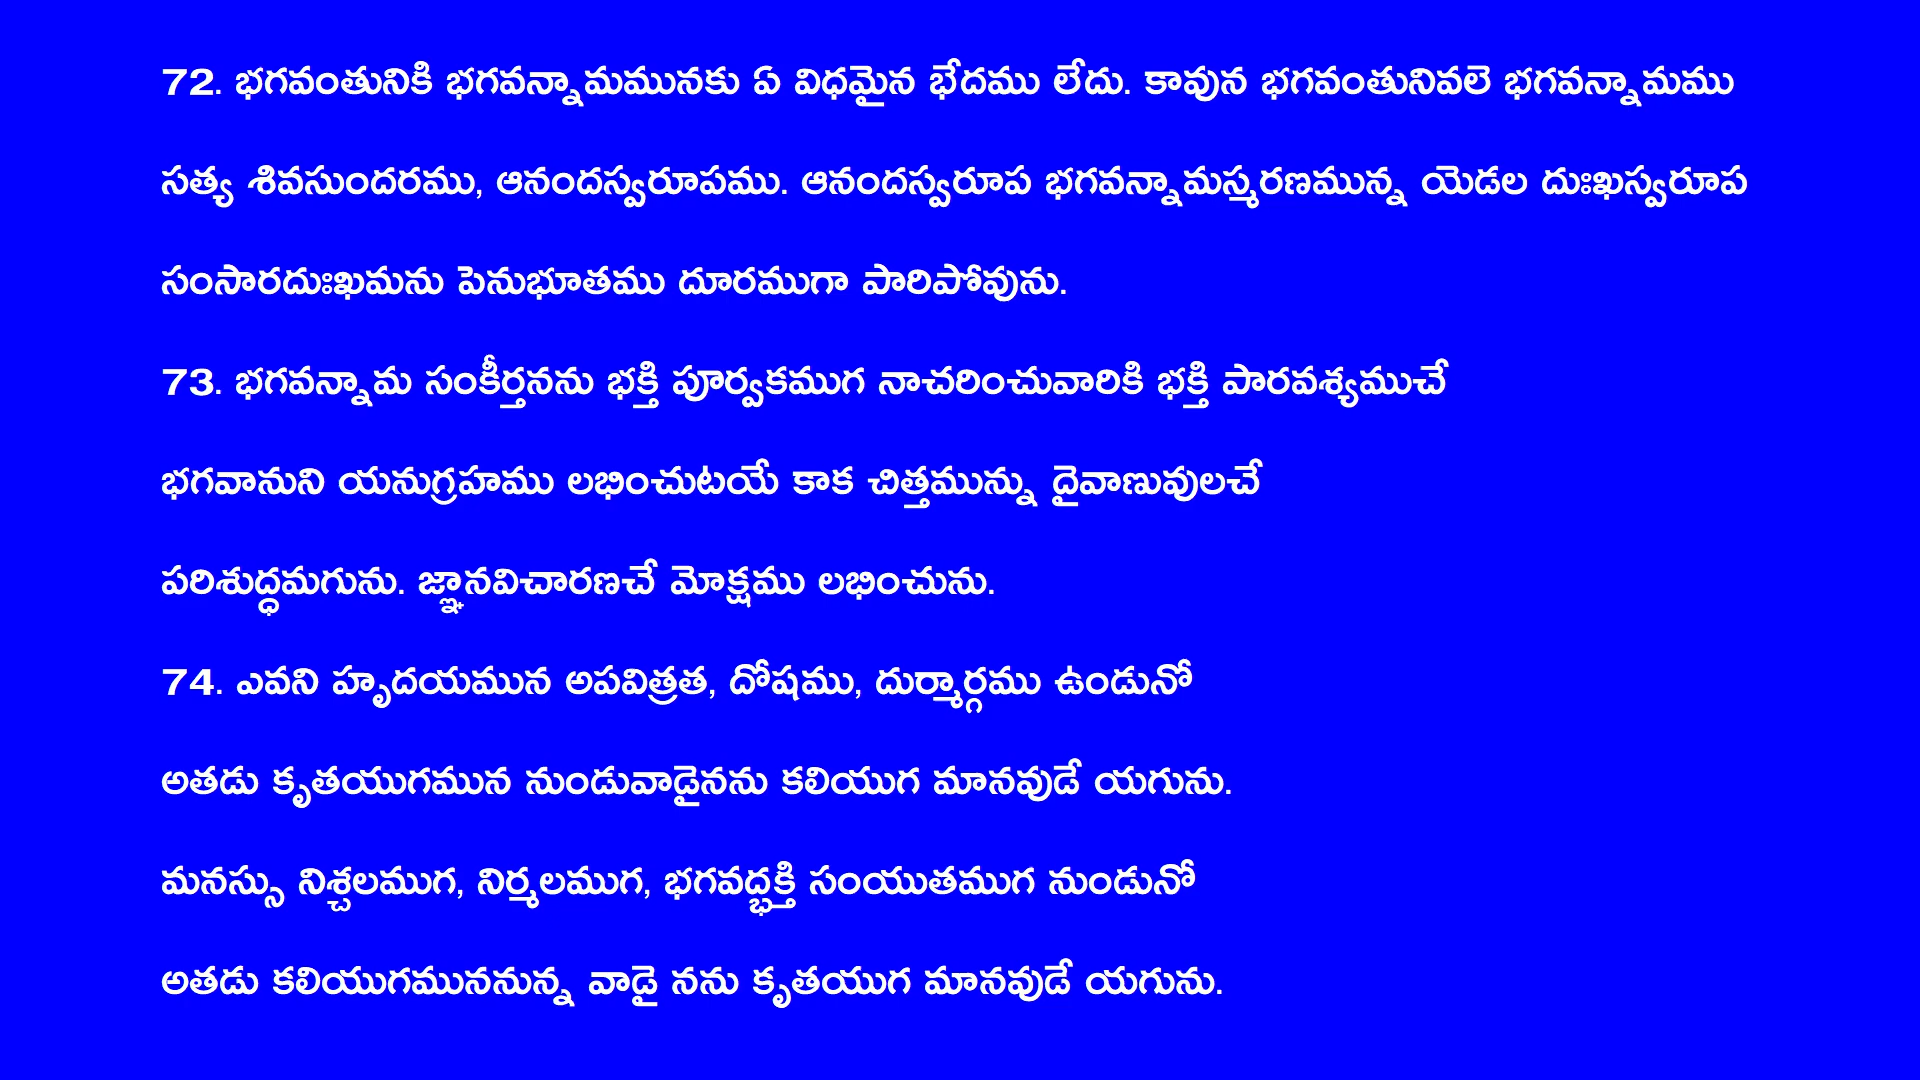 72. భగవంతునికి భగవన్నామమునకు ఏ విధమైన భేదము లేదు. కావున భగవంతునివలె భగవన్నామము
సత్య శివసుందరము, ఆనందస్వరూపము. ఆనందస్వరూప భగవన్నామస్మరణమున్న యెడల దుఃఖస్వరూప
సంసారదుఃఖమను పెనుభూతము దూరముగా పారిపోవును.
73. భగవన్నామ సంకీర్తనను భక్తి పూర్వకముగ నాచరించువారికి భక్తి పారవశ్యముచే
భగవానుని యనుగ్రహము లభించుటయే కాక చిత్తమున్ను దైవాణువులచే
పరిశుద్ధమగును. జ్ఞానవిచారణచే మోక్షము లభించును.
74. ఎవని హృదయమున అపవిత్రత, దోషము, దుర్మార్గము ఉండునో
అతడు కృతయుగమున నుండువాడైనను కలియుగ మానవుడే యగును.
మనస్సు నిశ్చలముగ, నిర్మలముగ, భగవద్భక్తి సంయుతముగ నుండునో
అతడు కలియుగముననున్న వాడై నను కృతయుగ మానవుడే యగును.